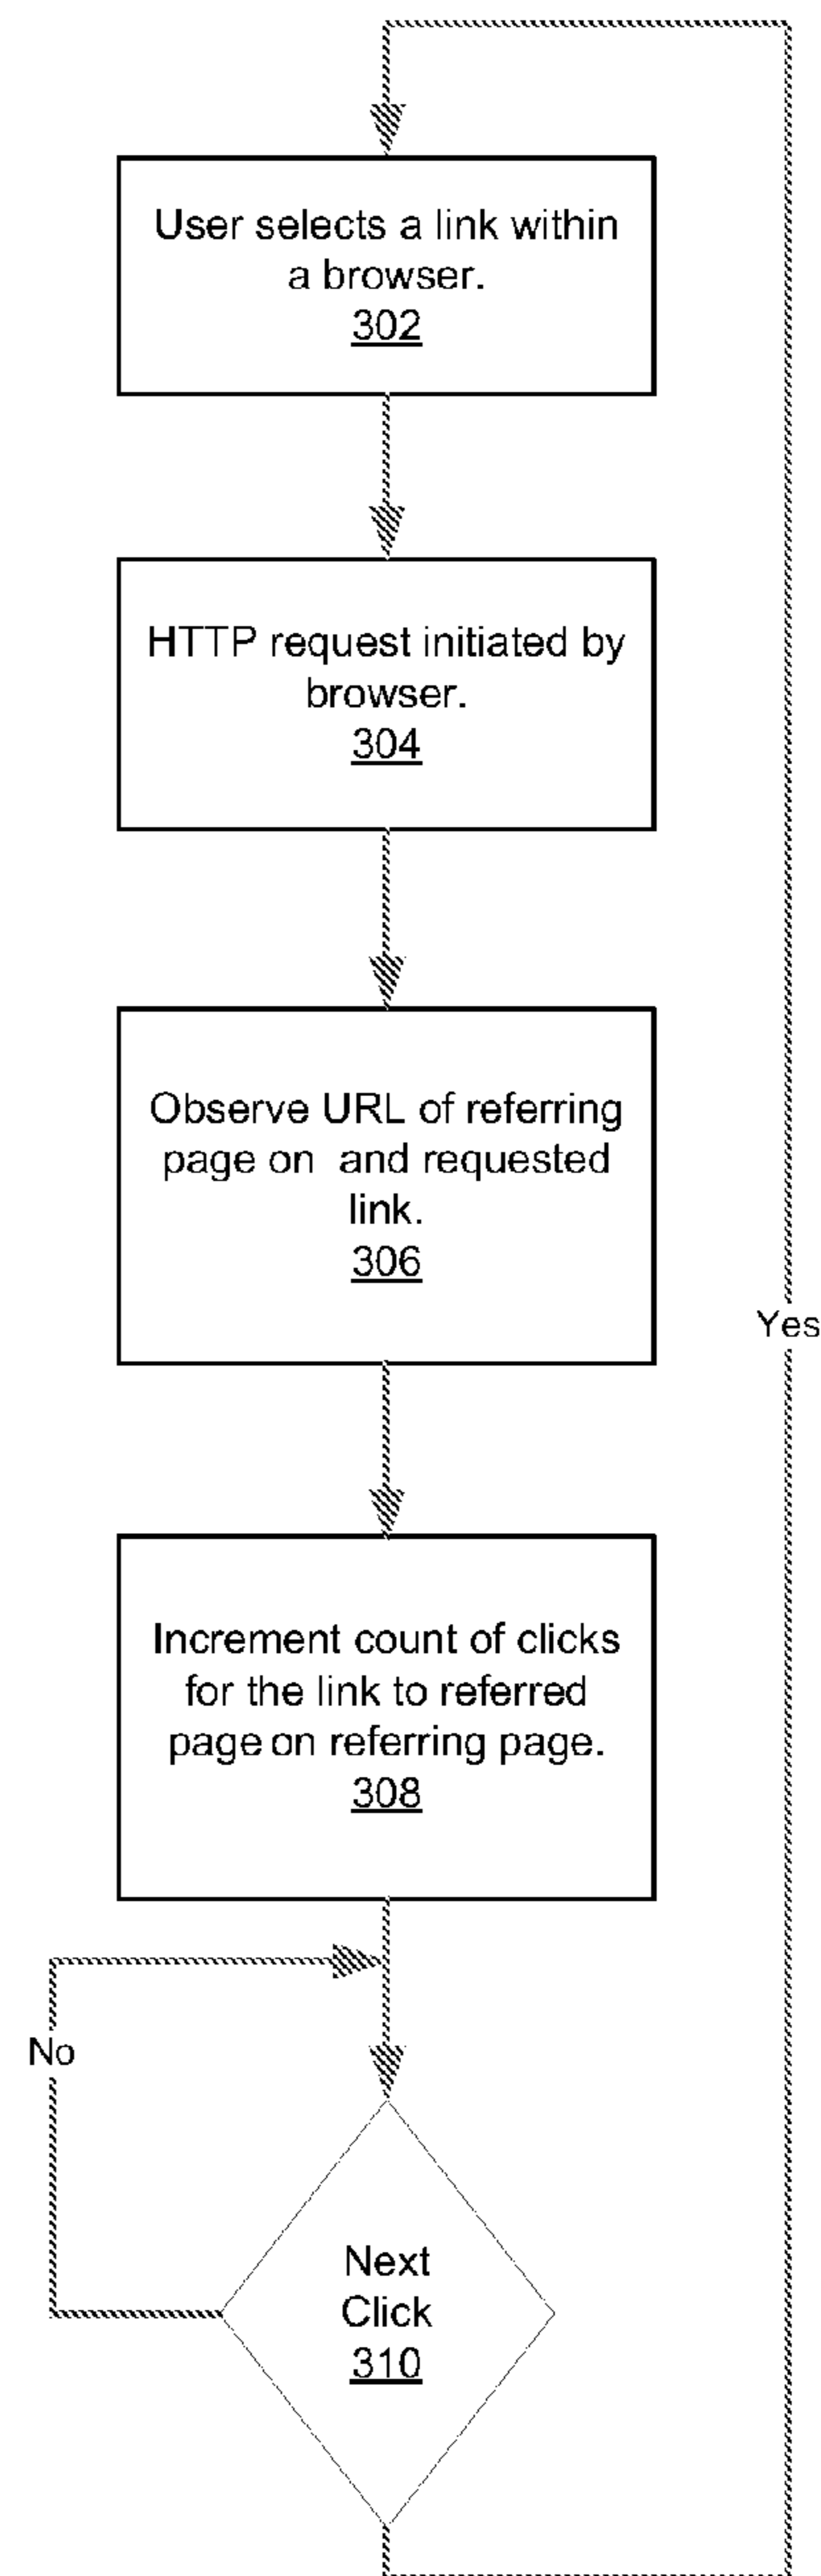 User selects a link within
a browser.
302
HTTP request initiated by
browser.
304
Observe URL of referring
page on and requested
link.
306
Yes
Increment count of clicks
for the link to referred
page on referring page.
308
No
Next
Click
310